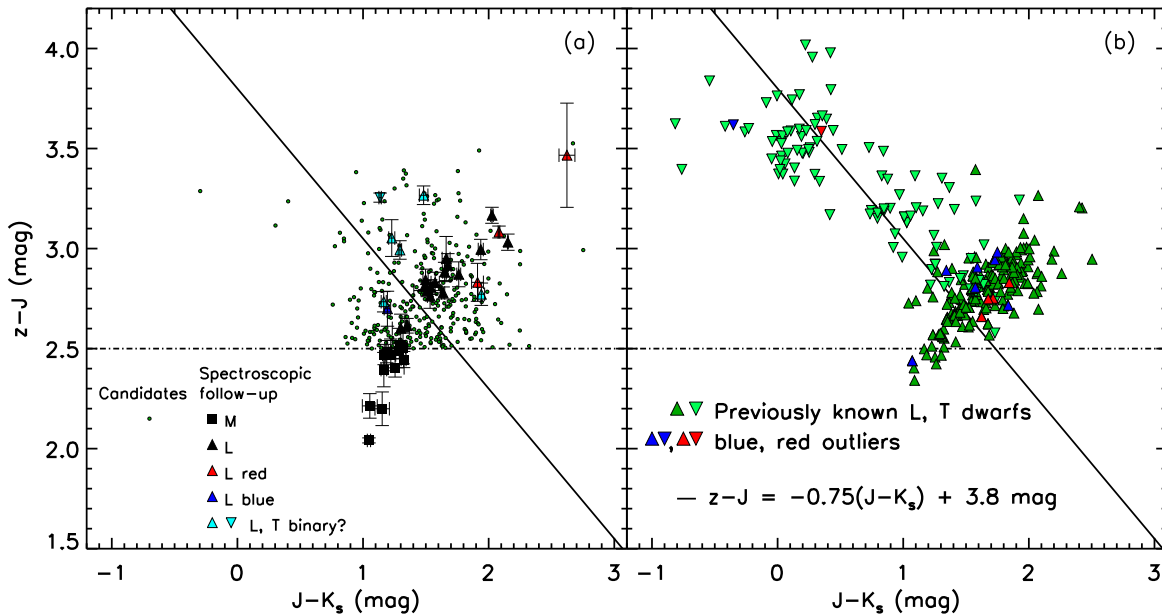 (a)
(b)
4.0
3.5
3.0
2.5
2.0
1.5
z−J (mag)
Candidates
Spectroscopic
follow−up
M
L
L red
L blue
L, T binary?
Previously known L, T dwarfs
, blue, red outliers
— z−J = −0.75(J−Ks) + 3.8 mag
−1 0 1 2 3
−1 0 1 2 3
J−Ks (mag)
J−Ks (mag)